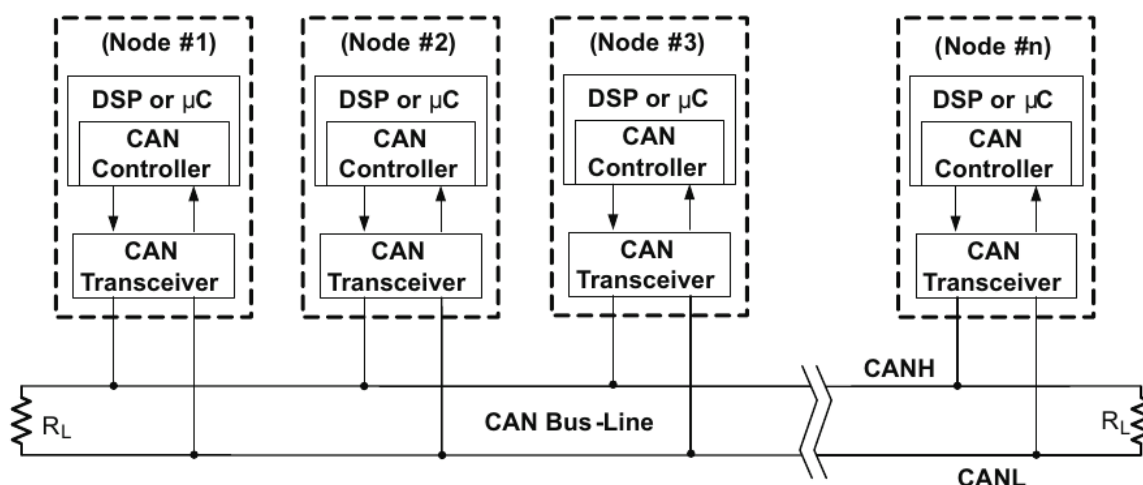 (Node #1)
DSP or µC
CAN
Controller
CAN
Transceiver
(Node #2)
DSP or µC
CAN
Controller
CAN
Transceiver
(Node #3)
DSP or µC
CAN
Controller
CAN
Transceiver
(Node #n)
DSP or µC
CAN
Controller
CAN
Transceiver
CANH
RL
CAN Bus-Line
RL
CANL